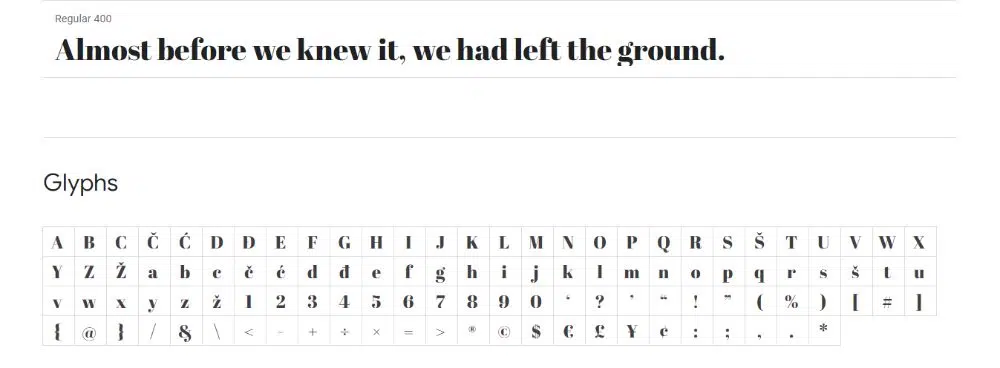 Regular 400
Almost before we knew it, we had left the ground.
Glyphs
A B C Č Ć D Đ E F G H I J K L M N O P Q R S Š T U V W X
Y Z Ž a b c č ć d đ e f g h i j k l m n o p q r s š t u
v w x y z ž 1 2 3 4 5 6 7 8 9 0 ‘ ? ’ “ ! ” ( % ) [ # ]
{ @ } / & \ < - + ÷ × = > ® © $ € £ ¥ ¢ : ; , . *